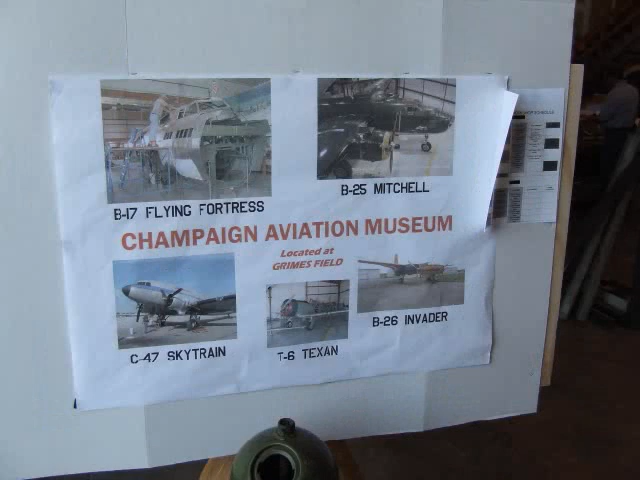 B-17 FLYING FORTRESS
B-25 MITCHELL
CHAMPAIGN AVIATION MUSEUM
Located at
GRIMES FIELD
C-47 SKYTRAIN
T-6 TEXAN
B-26 INVADER